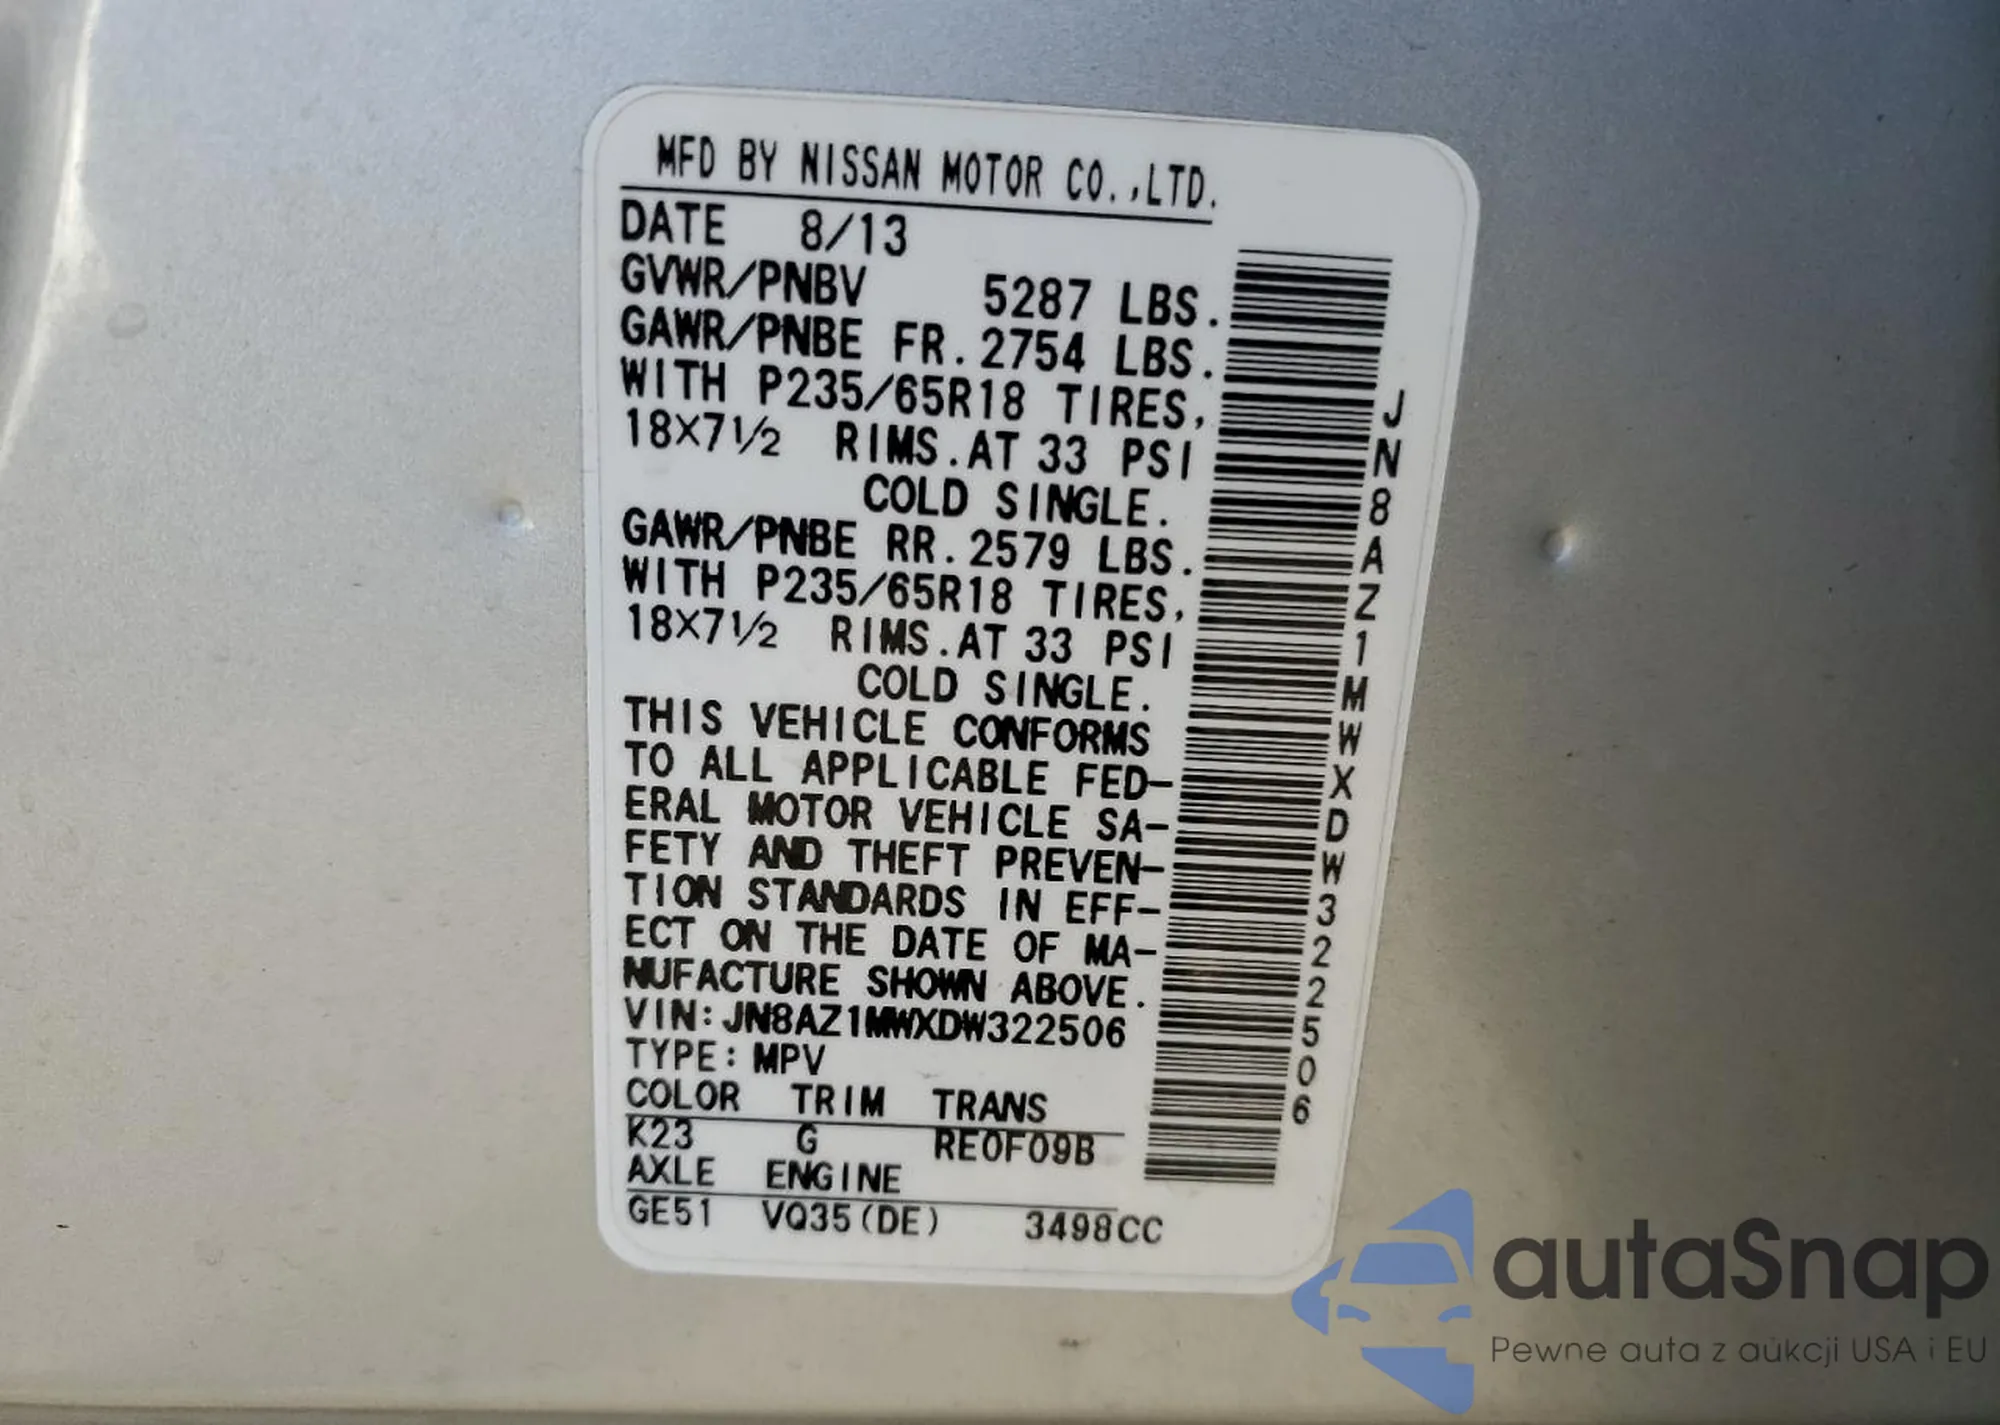 MFD BY NISSAN MOTOR CO.,LTD.
DATE 8/13
GVWR/PNBV 5287 LBS.
GAWR/PNBE FR. 2754 LBS.
WITH P235/65R18 TIRES,
18X7½ RIMS. AT 33 PSI
COLD SINGLE.
GAWR/PNBE RR. 2579 LBS.
WITH P235/65R18 TIRES,
18X7½ RIMS. AT 33 PSI
COLD SINGLE.
THIS VEHICLE CONFORMS
TO ALL APPLICABLE FED-
ERAL MOTOR VEHICLE SA-
FETY AND THEFT PREVEN-
TION STANDARDS IN EFF-
ECT ON THE DATE OF MA-
NUFACTURE SHOWN ABOVE.
VIN: JN8AZ1MWXDW322506
TYPE: MPV
COLOR TRIM TRANS
K23 G RE0F09B
AXLE ENGINE
GE51 VQ35(DE) 3498CC
JN8AZ1MWXDW322506
autaSnap
Pewne auta z aukcji USA i EU